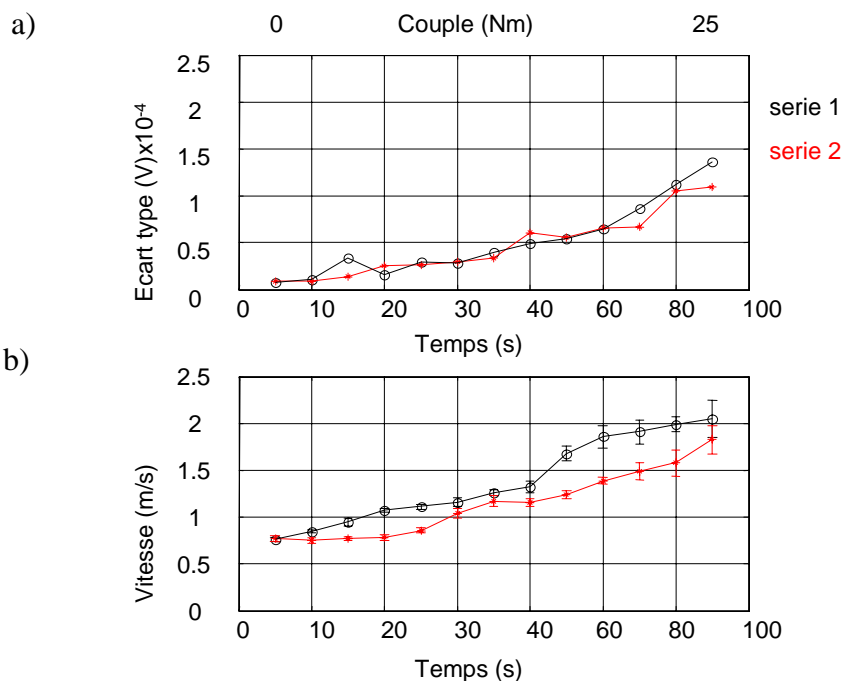 a)
0 Couple (Nm) 25
2.5
2
1.5
1
0.5
0
Ecart type (V)x10-4
serie 1
serie 2
0 10 20 30 40 50 60 80 100
Temps (s)
b)
2.5
2
1.5
1
0.5
0
Vitesse (m/s)
0 10 20 30 40 60 80 100
Temps (s)